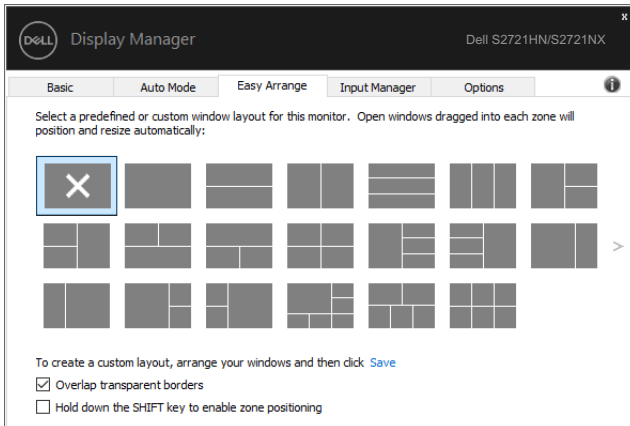 x
DELL Display Manager Dell S2721HN/S2721NX
Basic Auto Mode Easy Arrange Input Manager Options i
Select a predefined or custom window layout for this monitor. Open windows dragged into each zone will
position and resize automatically:
>
To create a custom layout, arrange your windows and then click Save
Overlap transparent borders
Hold down the SHIFT key to enable zone positioning